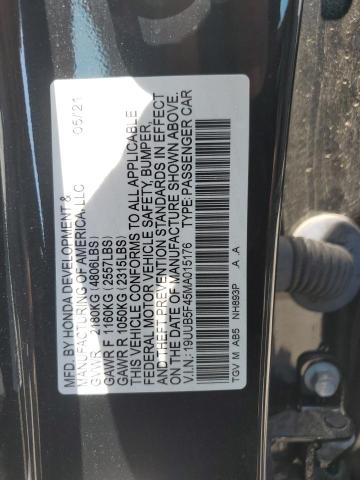 MFD. BY HONDA DEVELOPMENT &
MANUFACTURING OF AMERICA, LLC 05/21
GVWR 2180KG (4806LBS)
GAWR F 1160KG (2557LBS)
GAWR R 1050KG (2315LBS)
THIS VEHICLE CONFORMS TO ALL APPLICABLE
FEDERAL MOTOR VEHICLE SAFETY, BUMPER,
AND THEFT PREVENTION STANDARDS IN EFFECT
ON THE DATE OF MANUFACTURE SHOWN ABOVE.
V.I.N.: 19UUB5F45MA015176 TYPE: PASSENGER CAR
TGV M AB5 NH893P A A